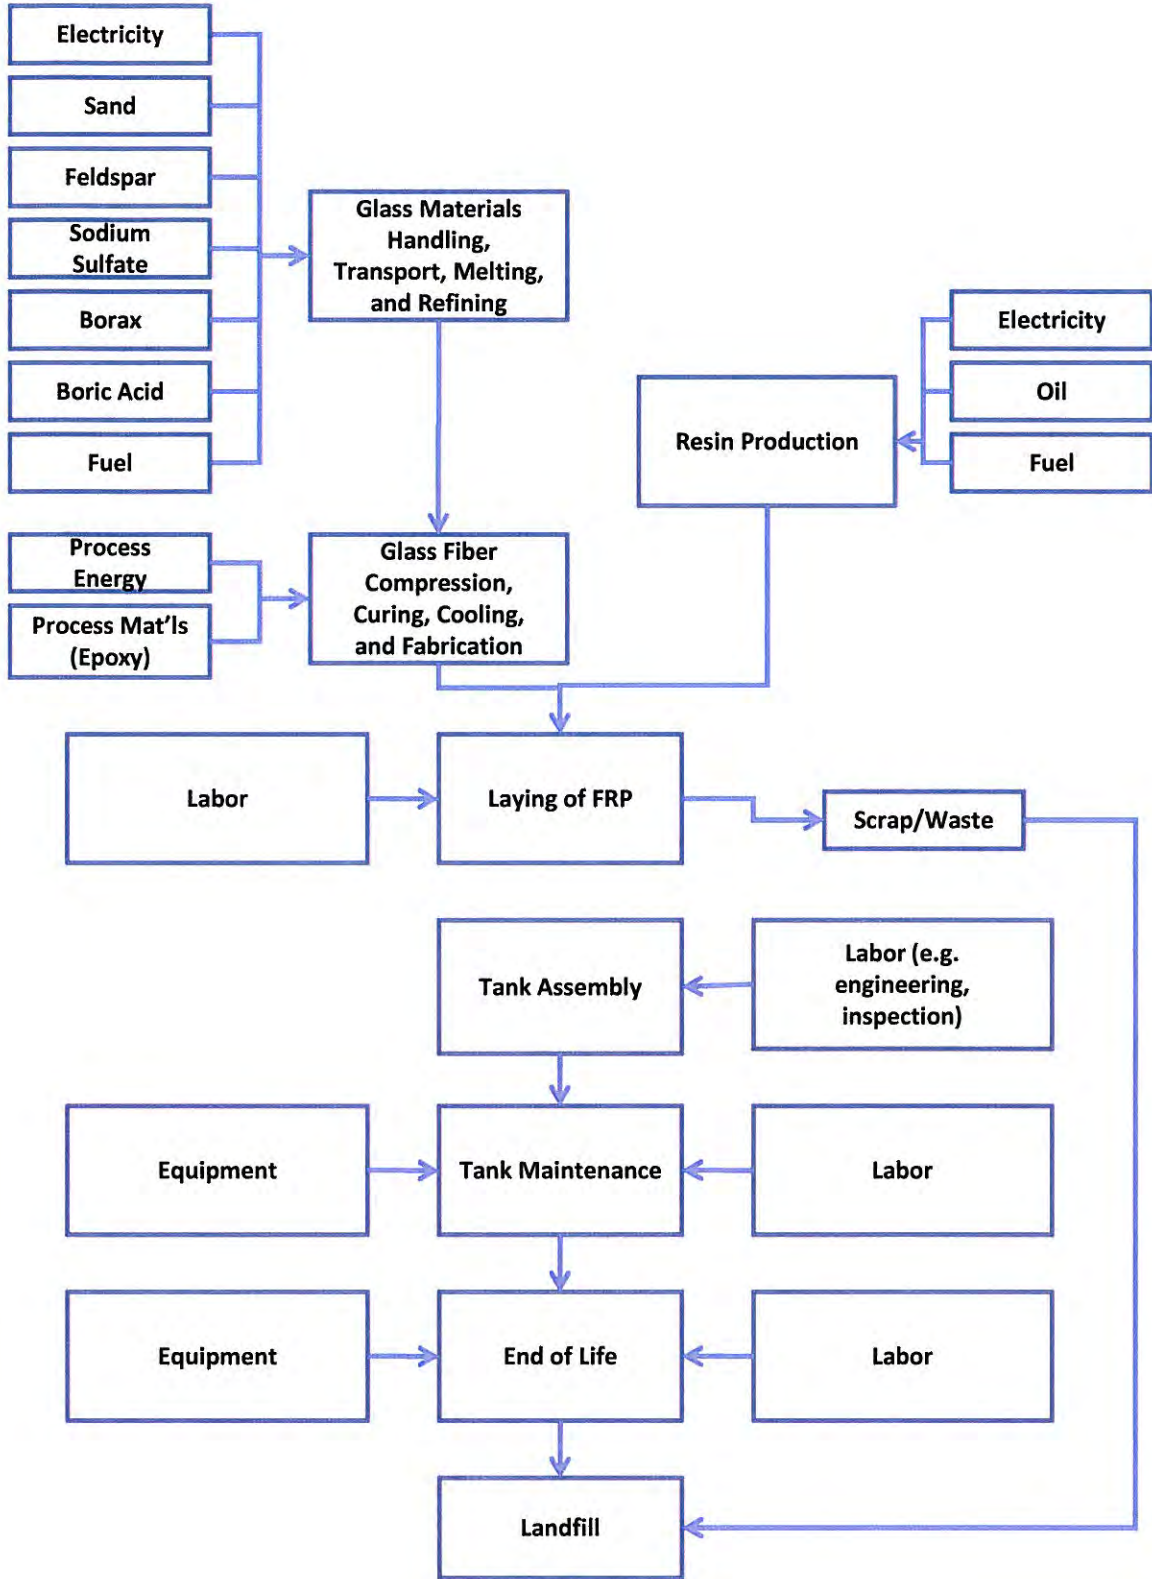 Electricity
Sand
Feldspar
Sodium
Sulfate
Borax
Boric Acid
Fuel
Glass Materials
Handling,
Transport, Melting,
and Refining
Electricity
Oil
Fuel
Resin Production
Process
Energy
Process Mat'ls
(Epoxy)
Glass Fiber
Compression,
Curing, Cooling,
and Fabrication
Labor
Laying of FRP
Scrap/Waste
Tank Assembly
Labor (e.g.
engineering,
inspection)
Equipment
Tank Maintenance
Labor
Equipment
End of Life
Labor
Landfill